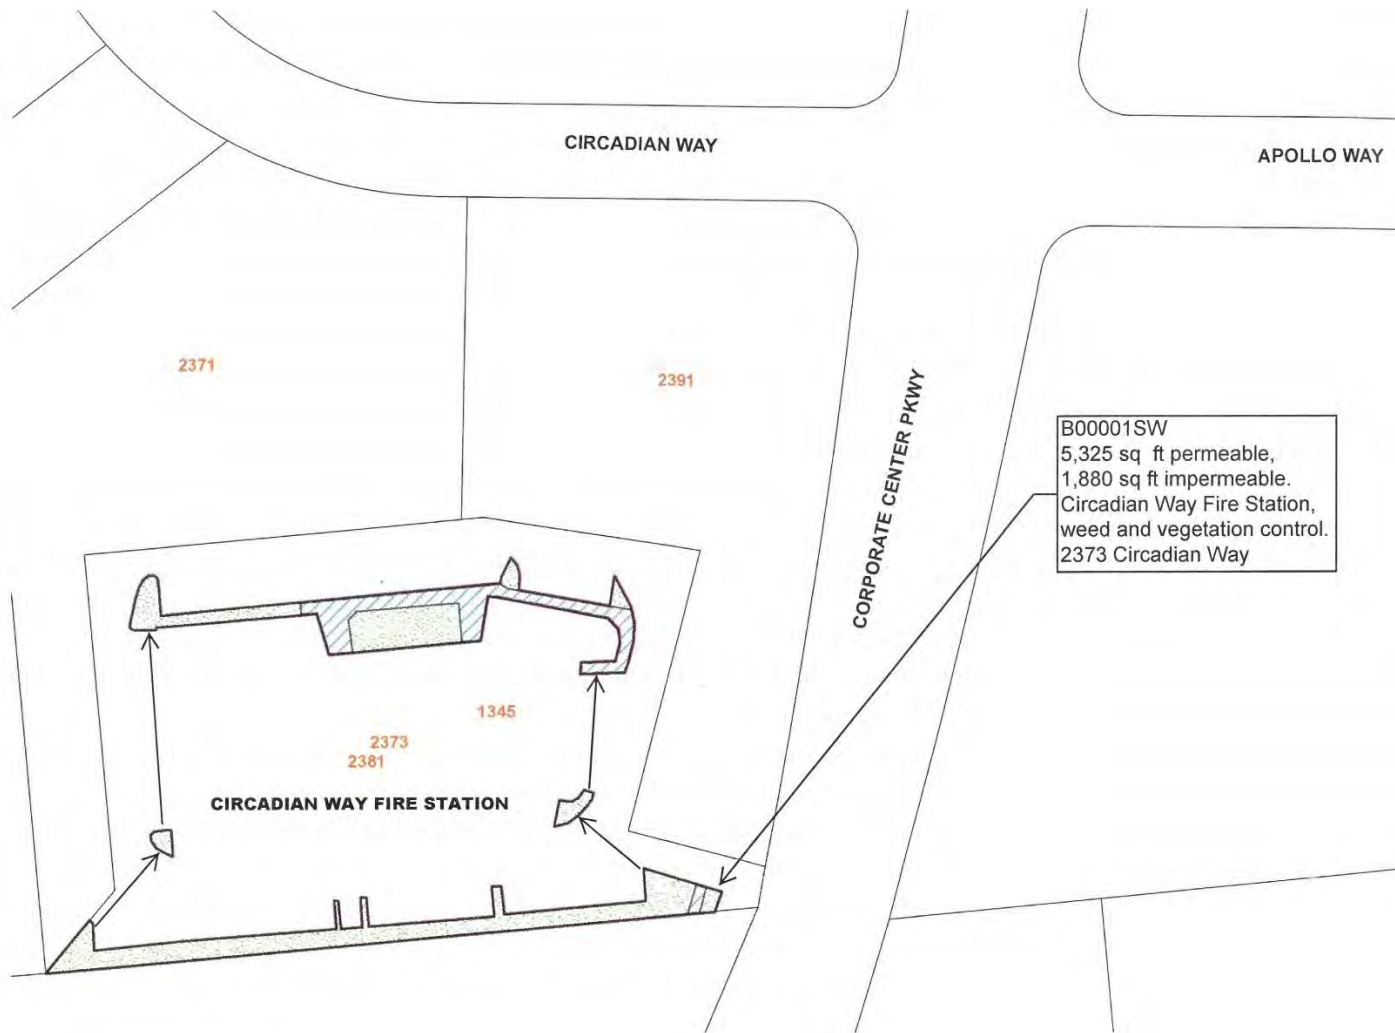 CIRCADIAN WAY
APOLLO WAY
2371
2391
CORPORATE CENTER PKWY
B00001SW
5,325 sq ft permeable,
1,880 sq ft impermeable.
Circadian Way Fire Station,
weed and vegetation control.
2373 Circadian Way
1345
2373
2381
CIRCADIAN WAY FIRE STATION